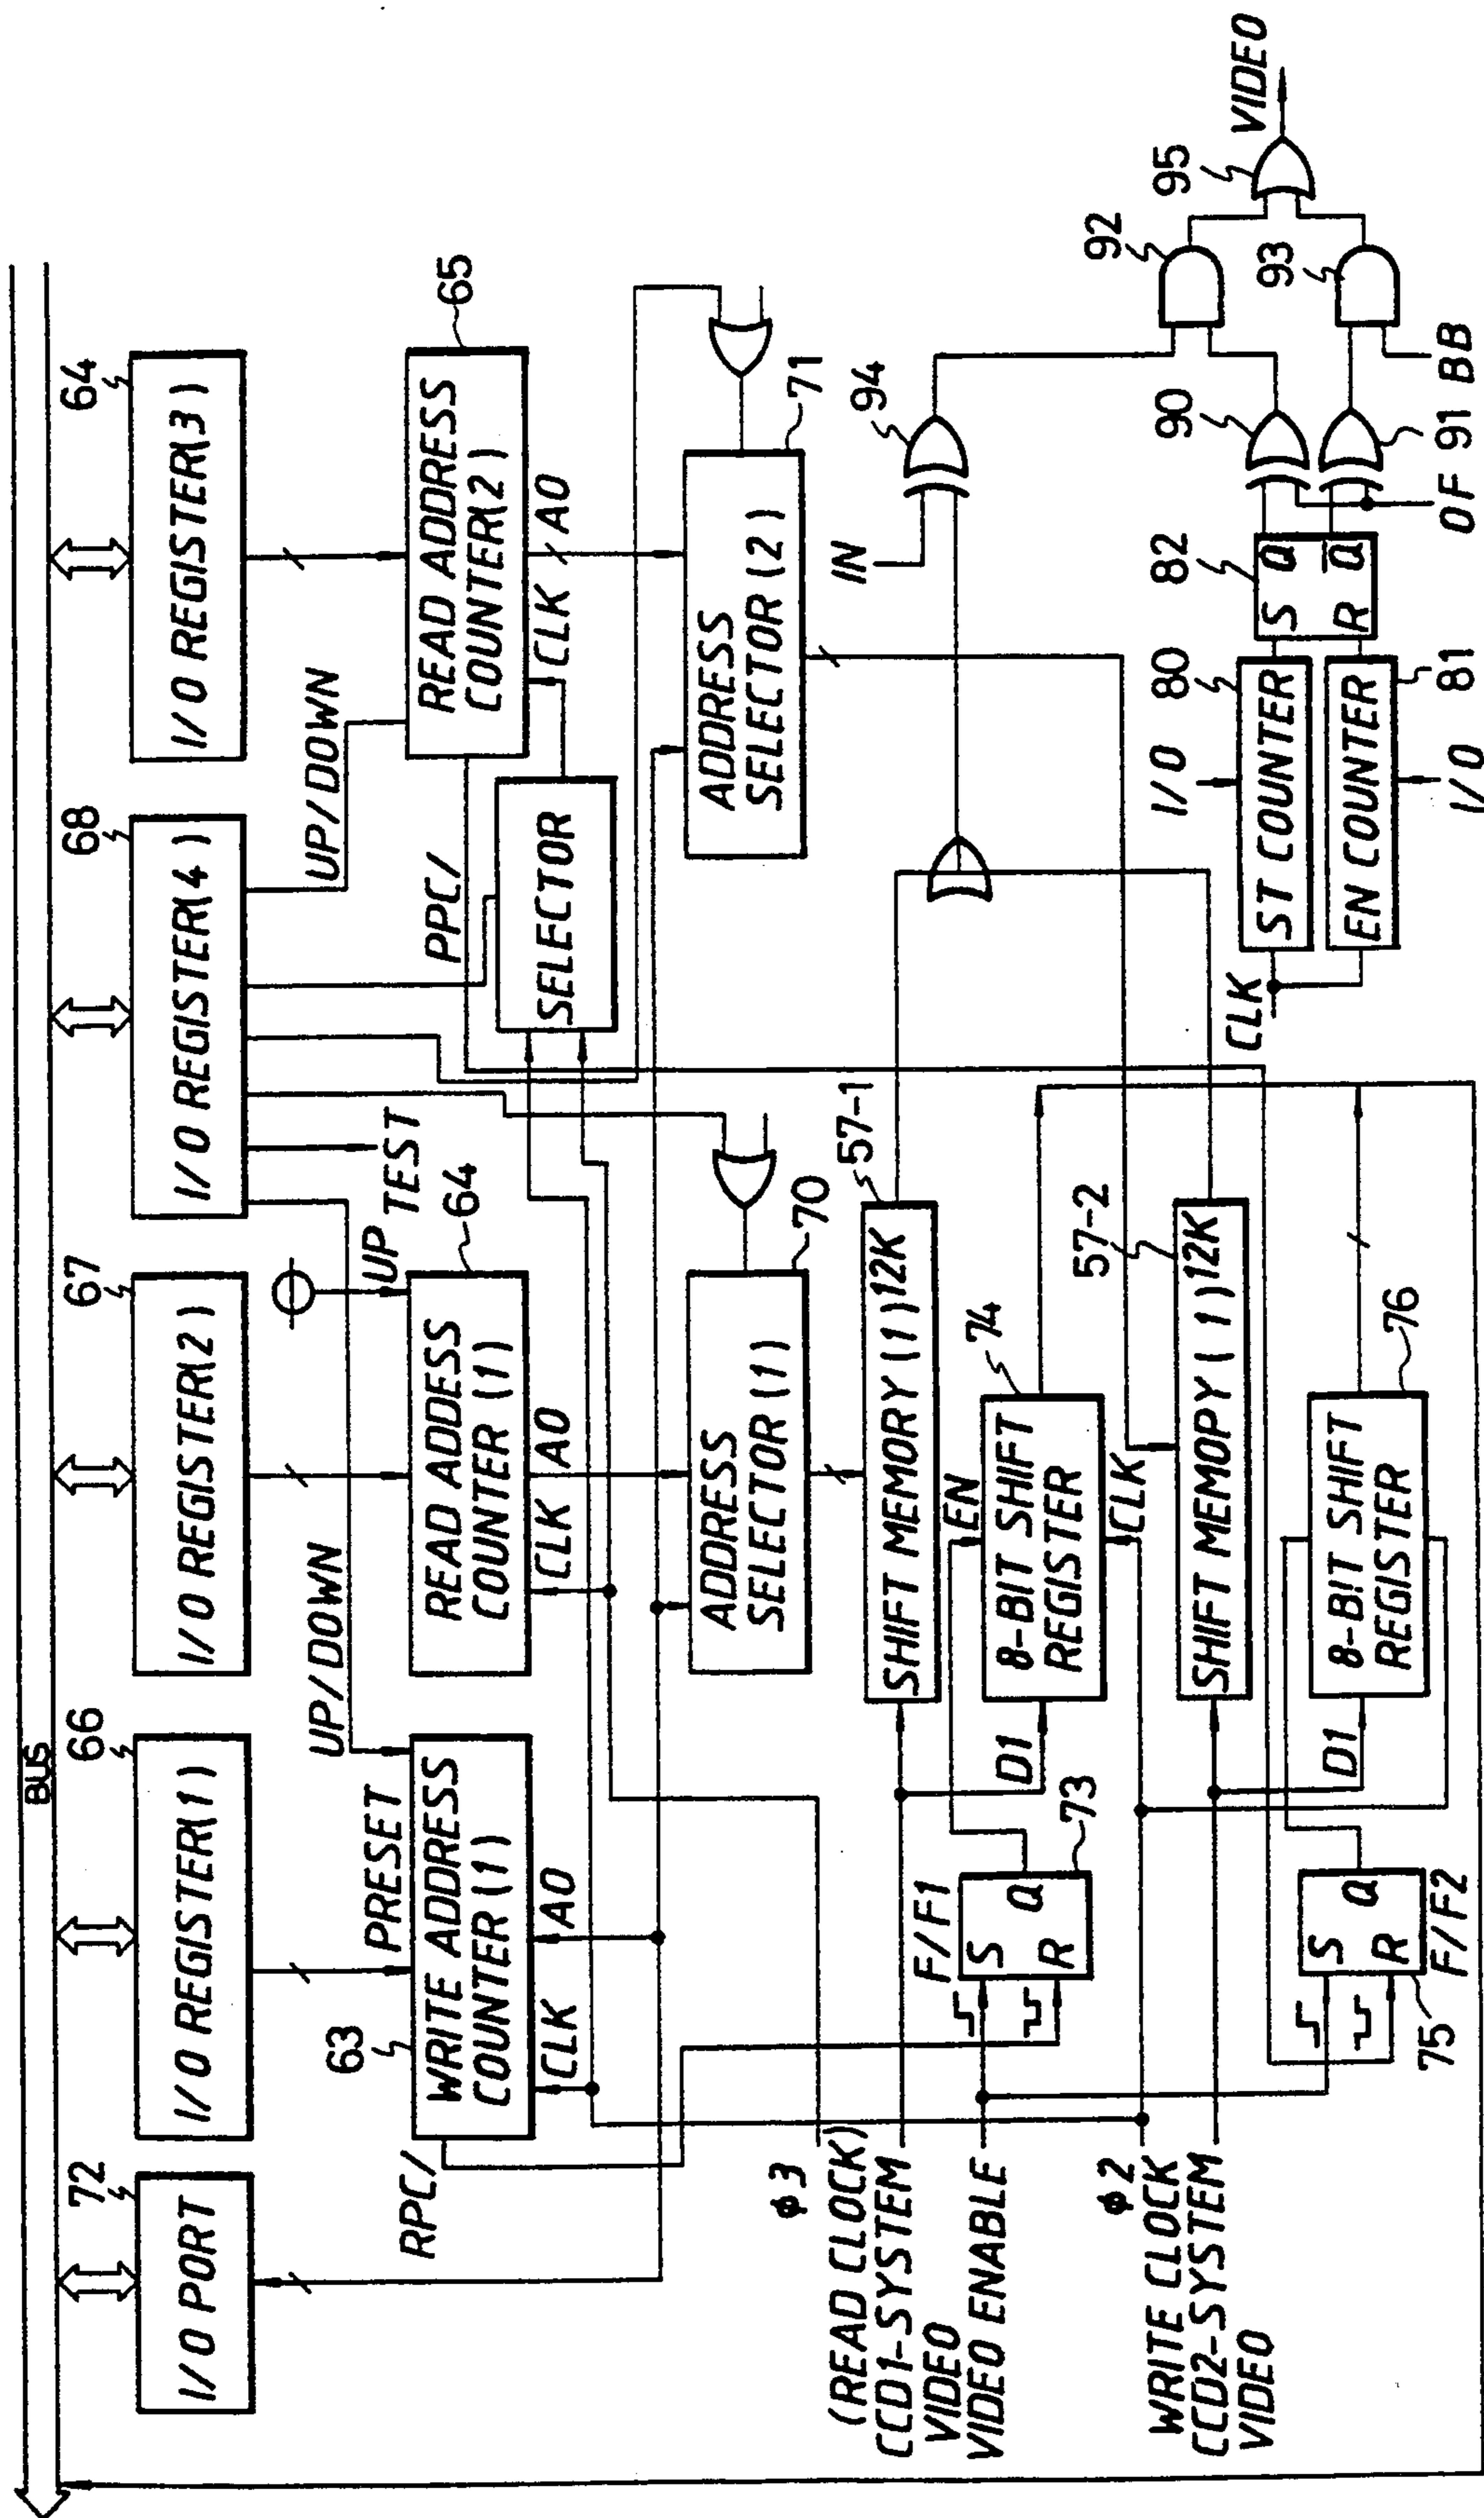 BUS
72
I/O PORT
66
I/O REGISTER(1)
67
I/O REGISTER(2)
68
I/O REGISTER(4)
64
I/O REGISTER(3)
RPC/
63
PRESET
UP/DOWN
WRITE ADDRESS
COUNTER (1)
CLK
A0
UP
TEST
64
READ ADDESS
COUNTER (1)
CLK
A0
PPC/
UP/DOWN
SELECTOR
65
READ ADDRESS
COUNTER(2)
CLK
A0
ADDRESS
SELECTOR (1)
70
ADDRESS
SELECTOR (2)
71
φ3
(READ CLOCK)
CCD1-SYSTEM
VIDEO
VIDEO ENABLE
φ2
WRITE CLOCK
CCD2-SYSTEM
VIDEO
F/F1
S
Q
R
73
57-1
SHIFT MEMORY (1)12K
D1
EN
74
8-BIT SHIFT
REGISTER
CLK
57-2
SHIFT MEMOPY (1)12K
D1
8-BIT SHIFT
REGISTER
76
S
Q
R
75
F/F2
IN
94
CLK
I/O
80
ST COUNTER
EN COUNTER
I/O
81
82
S
Q
R
Q̅
90
OF
91
BB
92
93
95
VIDEO